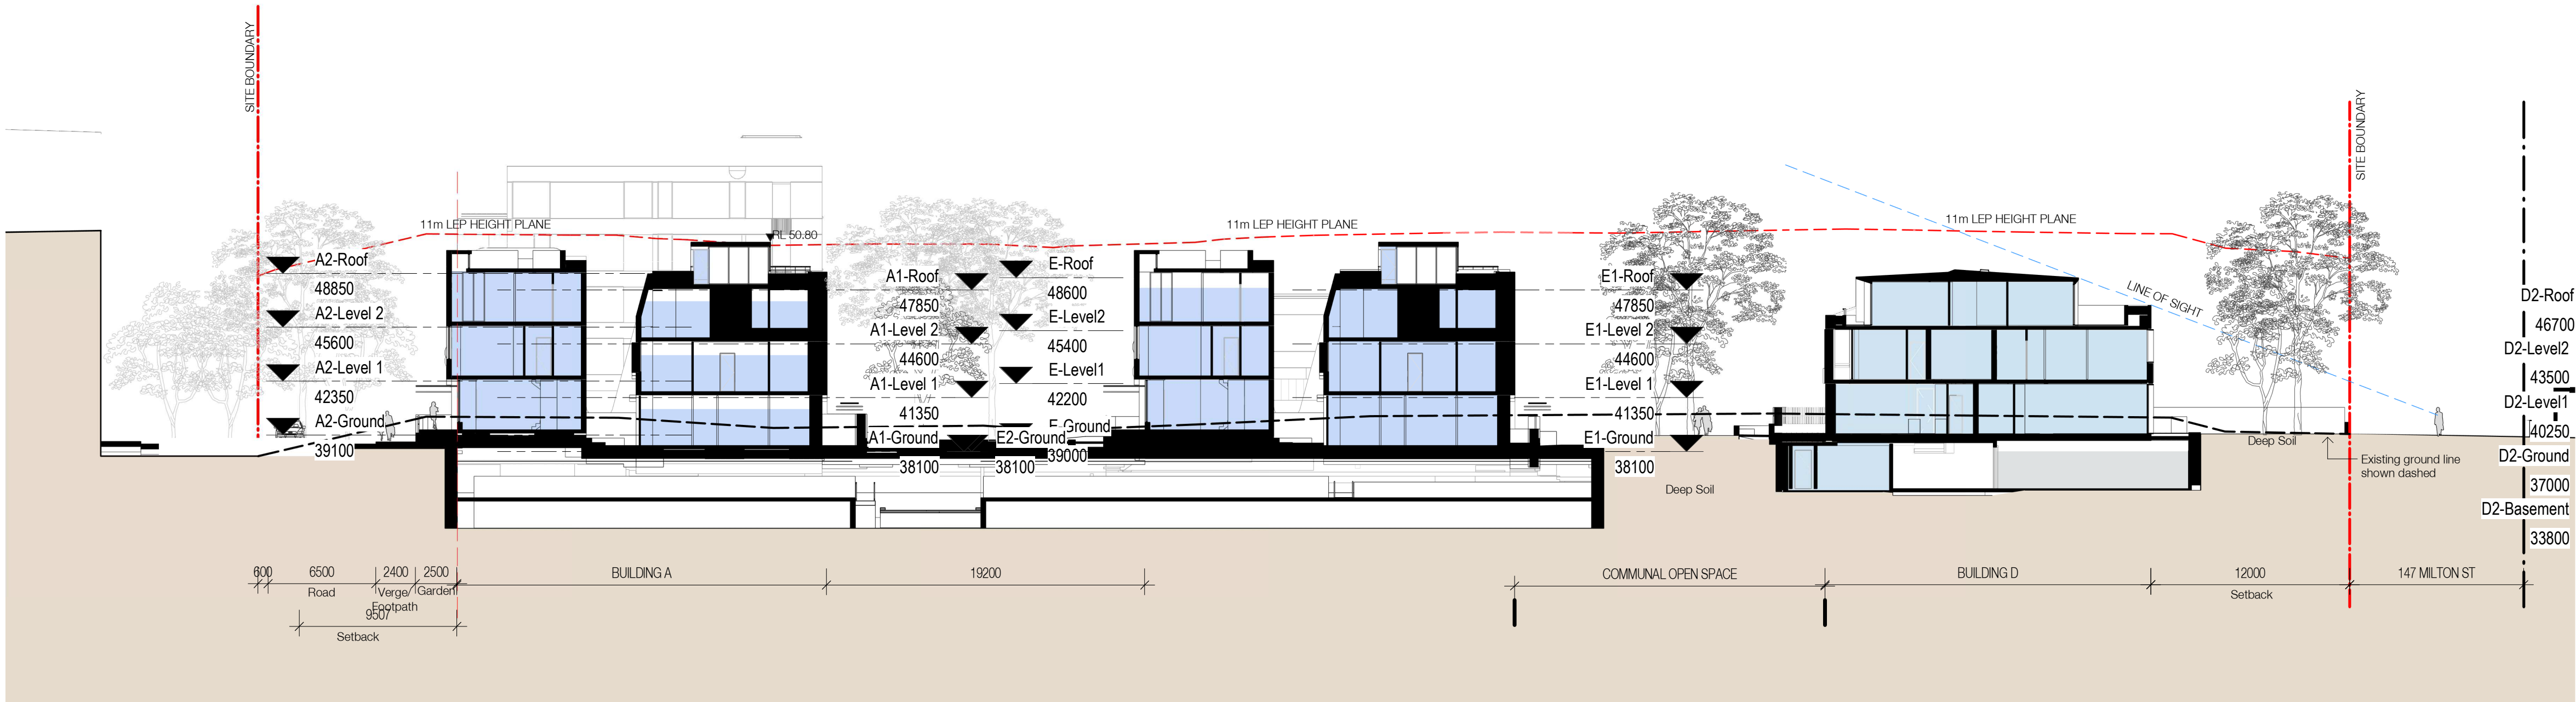 SITE BOUNDARY
SITE BOUNDARY
11m LEP HEIGHT PLANE
11m LEP HEIGHT PLANE
11m LEP HEIGHT PLANE
RL 50.80
LINE OF SIGHT
A2-Roof
48850
A2-Level 2
45600
A2-Level 1
42350
A2-Ground
39100
A1-Roof
47850
A1-Level 2
44600
A1-Level 1
41350
A1-Ground
38100
E-Roof
48600
E-Level2
45400
E-Level1
42200
E-Ground
39000
E2-Ground
38100
E1-Roof
47850
E1-Level 2
44600
E1-Level 1
41350
E1-Ground
38100
Deep Soil
Deep Soil
Existing ground line
shown dashed
D2-Roof
46700
D2-Level2
43500
D2-Level1
40250
D2-Ground
37000
D2-Basement
33800
600
6500
Road
2400
Verge/
Footpath
2500
Garden
9507
Setback
BUILDING A
19200
COMMUNAL OPEN SPACE
BUILDING D
12000
Setback
147 MILTON ST